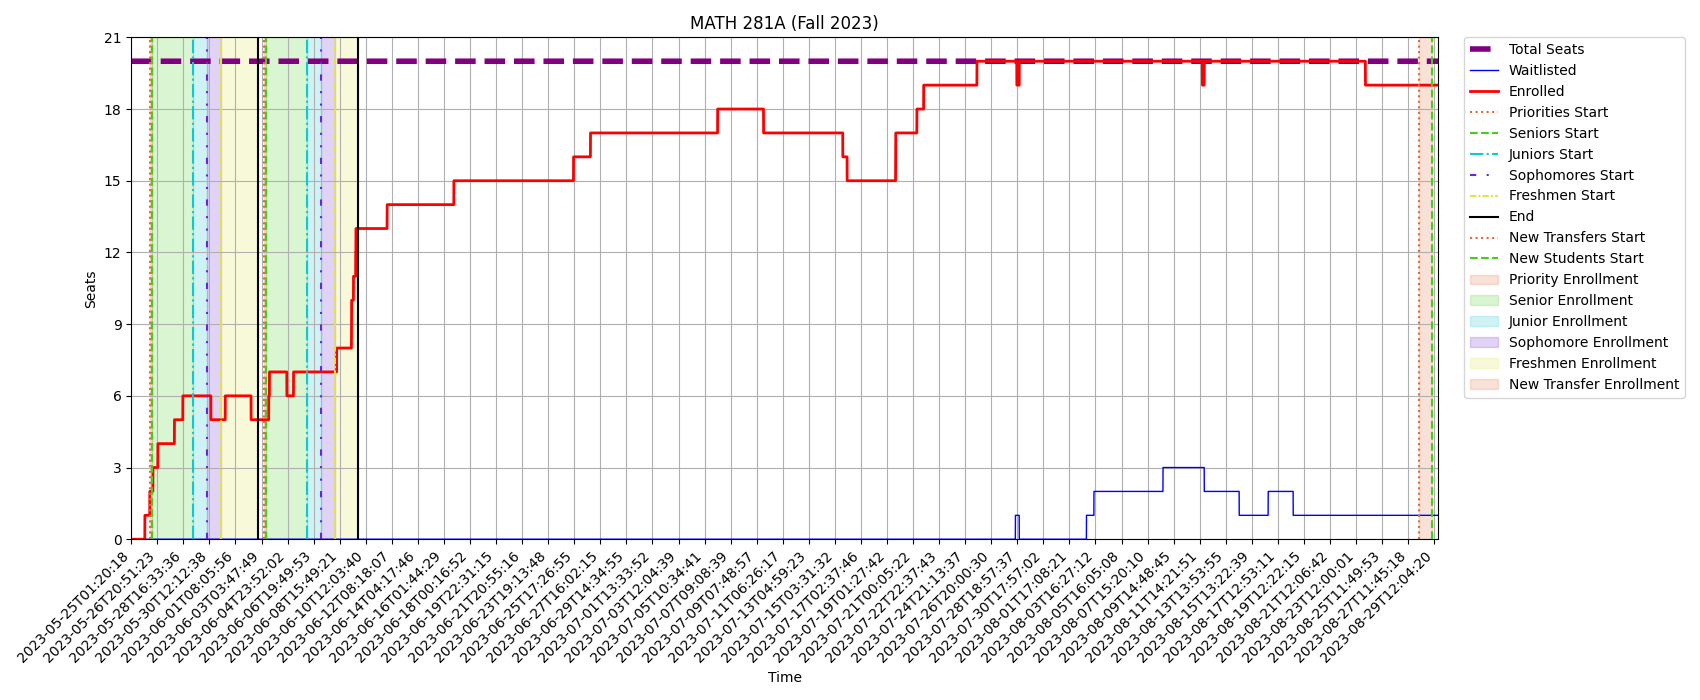 MATH 281A (Fall 2023)
Seats
21
18
15
12
9
6
3
0
2023-05-25T01:20:18
2023-05-26T20:51:23
2023-05-28T16:33:36
2023-05-30T12:12:38
2023-06-01T08:05:56
2023-06-03T03:47:49
2023-06-04T23:52:02
2023-06-06T19:49:53
2023-06-08T15:49:21
2023-06-10T12:03:40
2023-06-12T08:18:07
2023-06-14T04:17:46
2023-06-16T01:44:29
2023-06-18T00:16:52
2023-06-19T22:31:15
2023-06-21T20:55:16
2023-06-23T19:13:48
2023-06-25T17:26:55
2023-06-27T16:02:15
2023-06-29T14:34:55
2023-07-01T13:33:52
2023-07-03T12:04:39
2023-07-05T10:34:41
2023-07-07T09:08:39
2023-07-09T07:48:57
2023-07-11T06:26:17
2023-07-13T04:59:23
2023-07-15T03:31:32
2023-07-17T02:37:46
2023-07-19T01:27:42
2023-07-21T00:05:22
2023-07-22T22:37:43
2023-07-24T21:13:37
2023-07-26T20:00:30
2023-07-28T18:57:37
2023-07-30T17:57:02
2023-08-01T17:08:21
2023-08-03T16:27:12
2023-08-05T16:05:08
2023-08-07T15:20:10
2023-08-09T14:48:45
2023-08-11T14:21:51
2023-08-13T13:53:55
2023-08-15T13:22:39
2023-08-17T12:53:11
2023-08-19T12:22:15
2023-08-21T12:06:42
2023-08-23T12:00:01
2023-08-25T11:49:53
2023-08-27T11:45:18
2023-08-29T12:04:20
Time
Total Seats
Waitlisted
Enrolled
Priorities Start
Seniors Start
Juniors Start
Sophomores Start
Freshmen Start
End
New Transfers Start
New Students Start
Priority Enrollment
Senior Enrollment
Junior Enrollment
Sophomore Enrollment
Freshmen Enrollment
New Transfer Enrollment